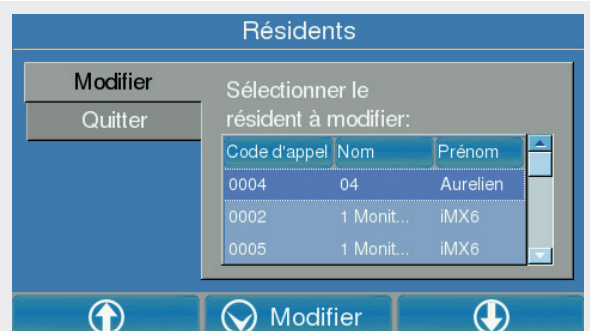 Résidents
Modifier
Quitter
Sélectionner le
résident à modifier:
Code d'appel Nom Prénom
0004 04 Aurelien
0002 1 Monit... iMX6
0005 1 Monit... iMX6
Modifier